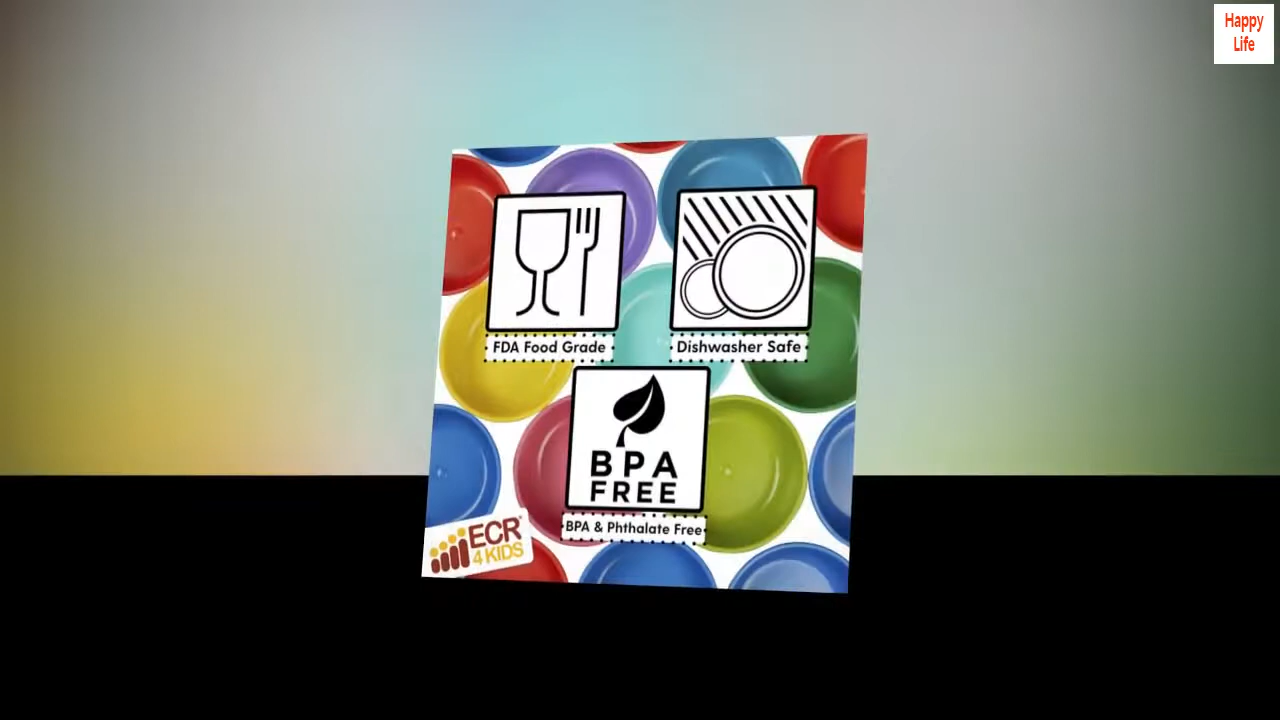 Happy
Life
FDA Food Grade
Dishwasher Safe
BPA
FREE
BPA & Phthalate Free
ECR
4KIDS